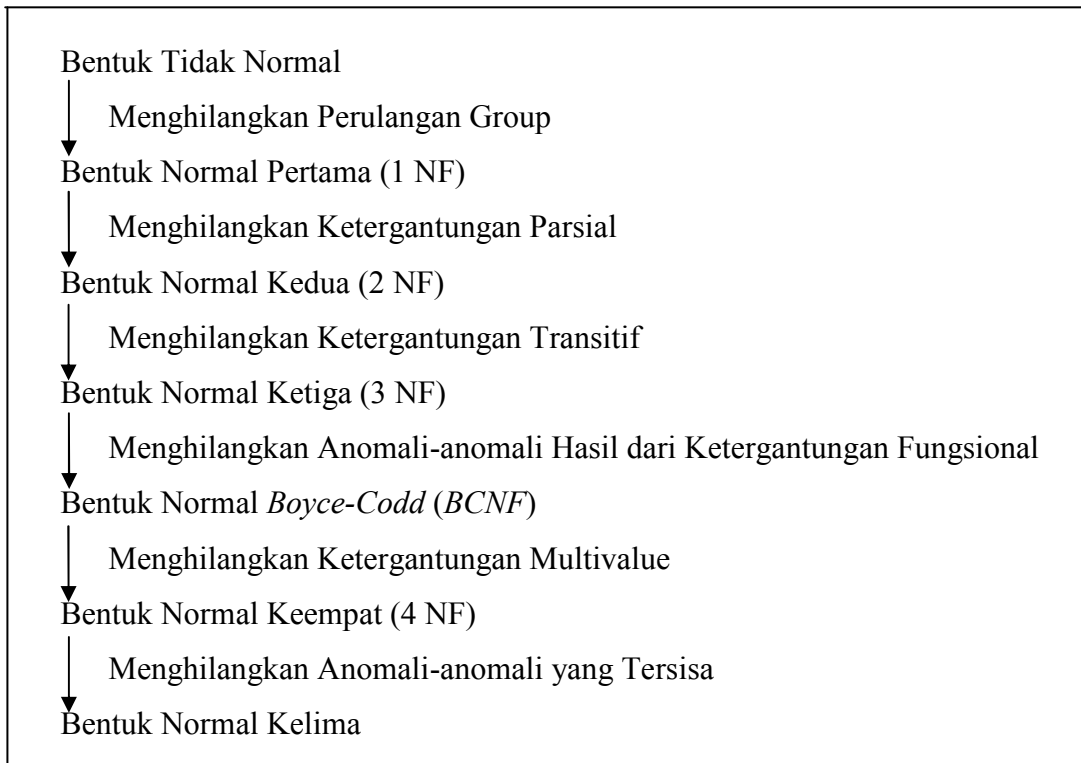 Bentuk Tidak Normal
Menghilangkan Perulangan Group
Bentuk Normal Pertama (1 NF)
Menghilangkan Ketergantungan Parsial
Bentuk Normal Kedua (2 NF)
Menghilangkan Ketergantungan Transitif
Bentuk Normal Ketiga (3 NF)
Menghilangkan Anomali-anomali Hasil dari Ketergantungan Fungsional
Bentuk Normal Boyce-Codd (BCNF)
Menghilangkan Ketergantungan Multivalue
Bentuk Normal Keempat (4 NF)
Menghilangkan Anomali-anomali yang Tersisa
Bentuk Normal Kelima